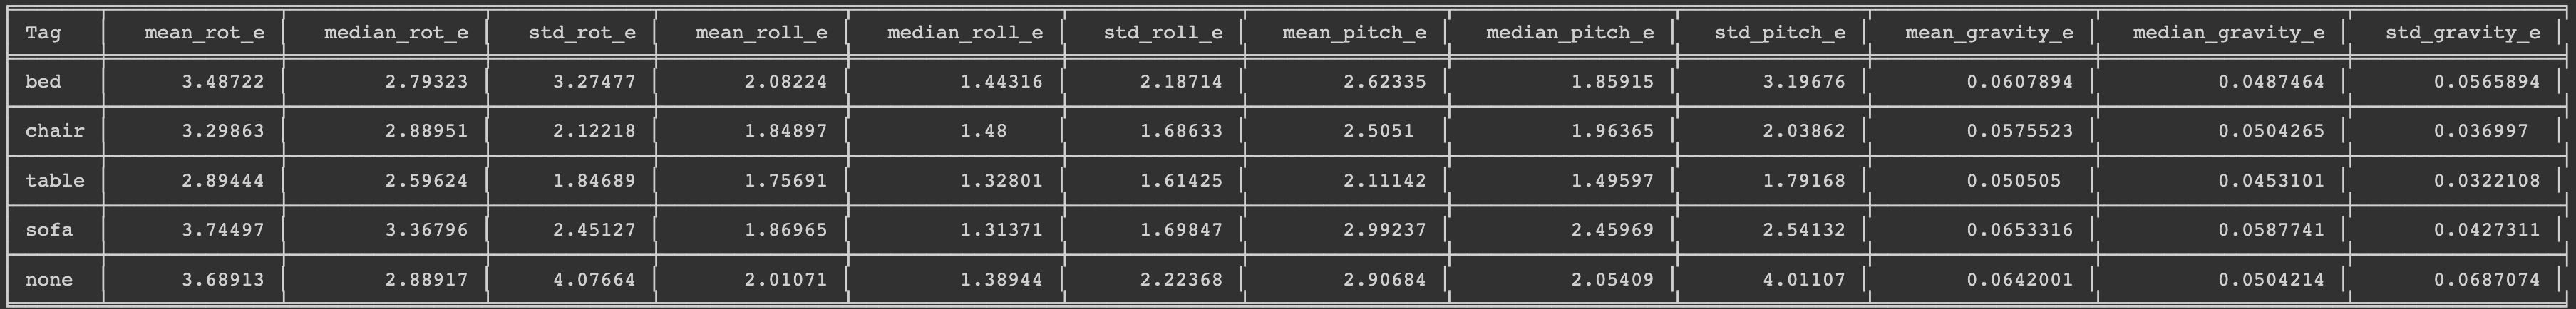 Tag mean_rot_e median_rot_e std_rot_e mean_roll_e median_roll_e std_roll_e mean_pitch_e median_pitch_e std_pitch_e mean_gravity_e median_gravity_e std_gravity_e
bed 3.48722 2.79323 3.27477 2.08224 1.44316 2.18714 2.62335 1.85915 3.19676 0.0607894 0.0487464 0.0565894
chair 3.29863 2.88951 2.12218 1.84897 1.48 1.68633 2.5051 1.96365 2.03862 0.0575523 0.0504265 0.036997
table 2.89444 2.59624 1.84689 1.75691 1.32801 1.61425 2.11142 1.49597 1.79168 0.050505 0.0453101 0.0322108
sofa 3.74497 3.36796 2.45127 1.86965 1.31371 1.69847 2.99237 2.45969 2.54132 0.0653316 0.0587741 0.0427311
none 3.68913 2.88917 4.07664 2.01071 1.38944 2.22368 2.90684 2.05409 4.01107 0.0642001 0.0504214 0.0687074